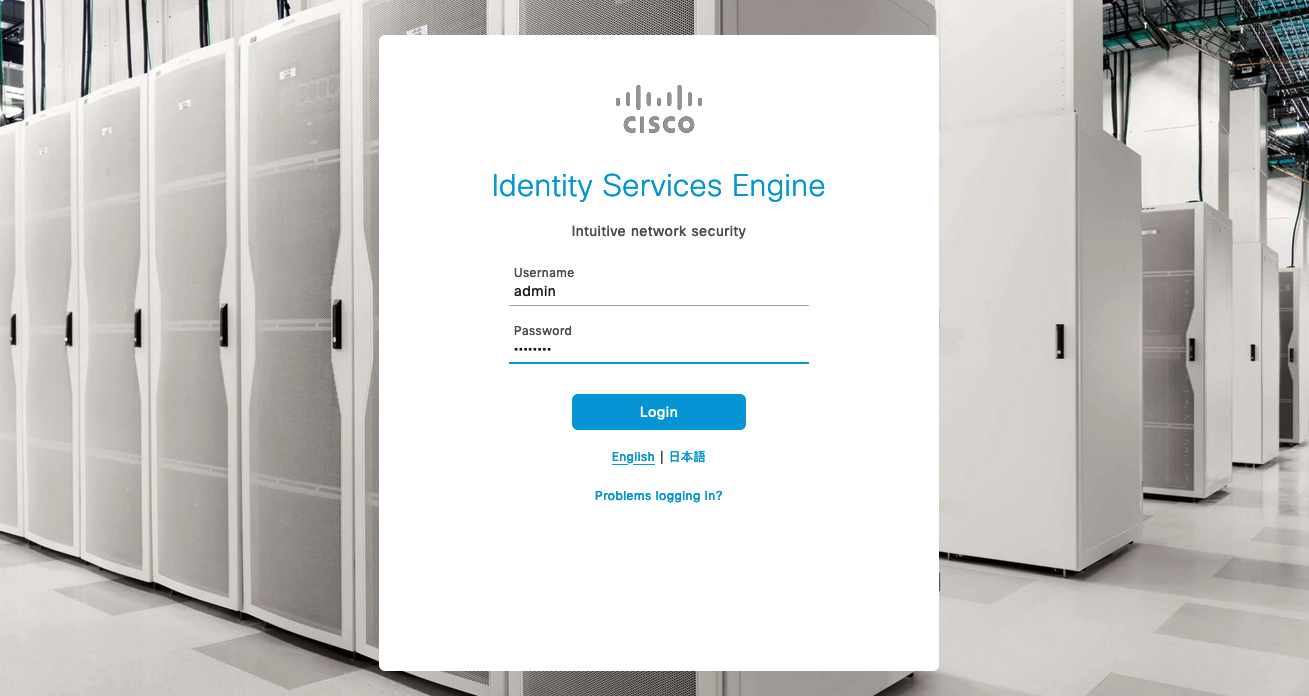 CISCO
Identity Services Engine
Intuitive network security
Username
admin
Password
••••••••
Login
English | 日本語
Problems logging in?